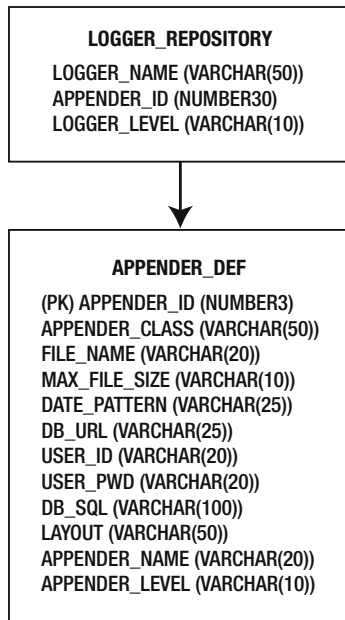 LOGGER_REPOSITORY
LOGGER_NAME (VARCHAR(50))
APPENDER_ID (NUMBER30)
LOGGER_LEVEL (VARCHAR(10))
APPENDER_DEF
(PK) APPENDER_ID (NUMBER3)
APPENDER_CLASS (VARCHAR(50))
FILE_NAME (VARCHAR(20))
MAX_FILE_SIZE (VARCHAR(10))
DATE_PATTERN (VARCHAR(25))
DB_URL (VARCHAR(25))
USER_ID (VARCHAR(20))
USER_PWD (VARCHAR(20))
DB_SQL (VARCHAR(100))
LAYOUT (VARCHAR(50))
APPENDER_NAME (VARCHAR(20))
APPENDER_LEVEL (VARCHAR(10))